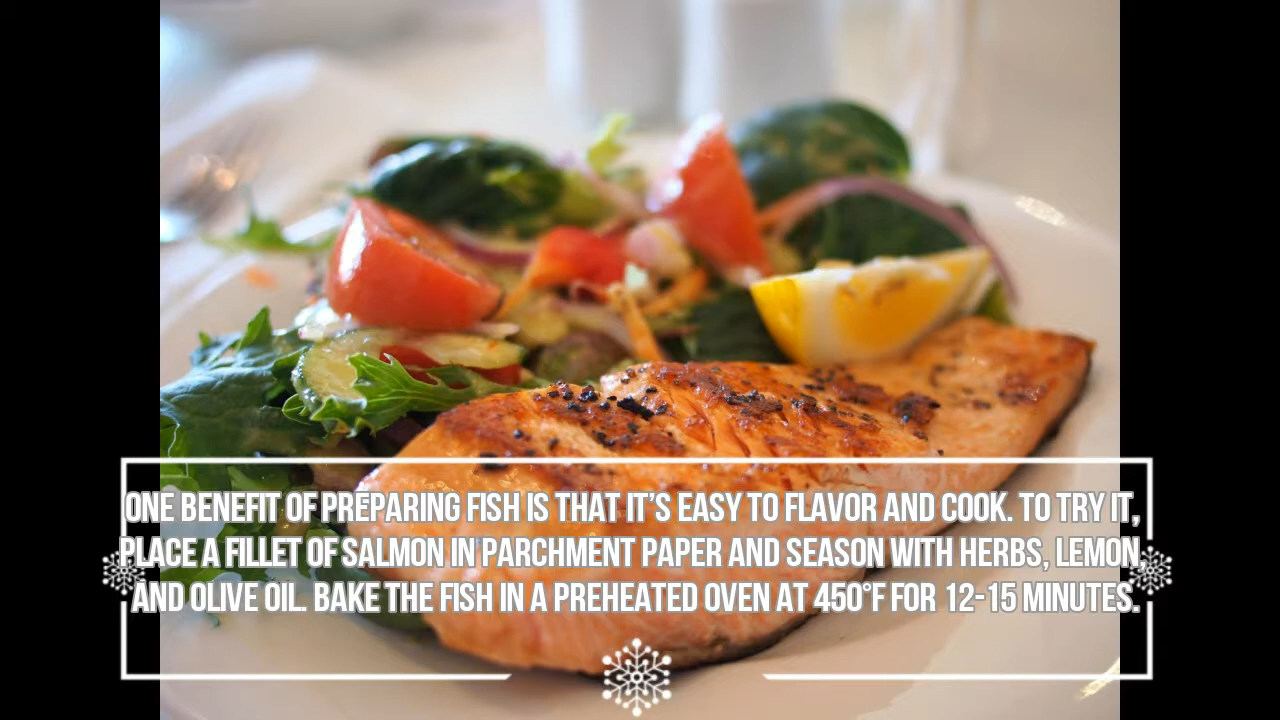 ONE BENEFIT OF PREPARING FISH IS THAT IT’S EASY TO FLAVOR AND COOK. TO TRY IT,
PLACE A FILLET OF SALMON IN PARCHMENT PAPER AND SEASON WITH HERBS, LEMON,
AND OLIVE OIL. BAKE THE FISH IN A PREHEATED OVEN AT 450°F FOR 12-15 MINUTES.